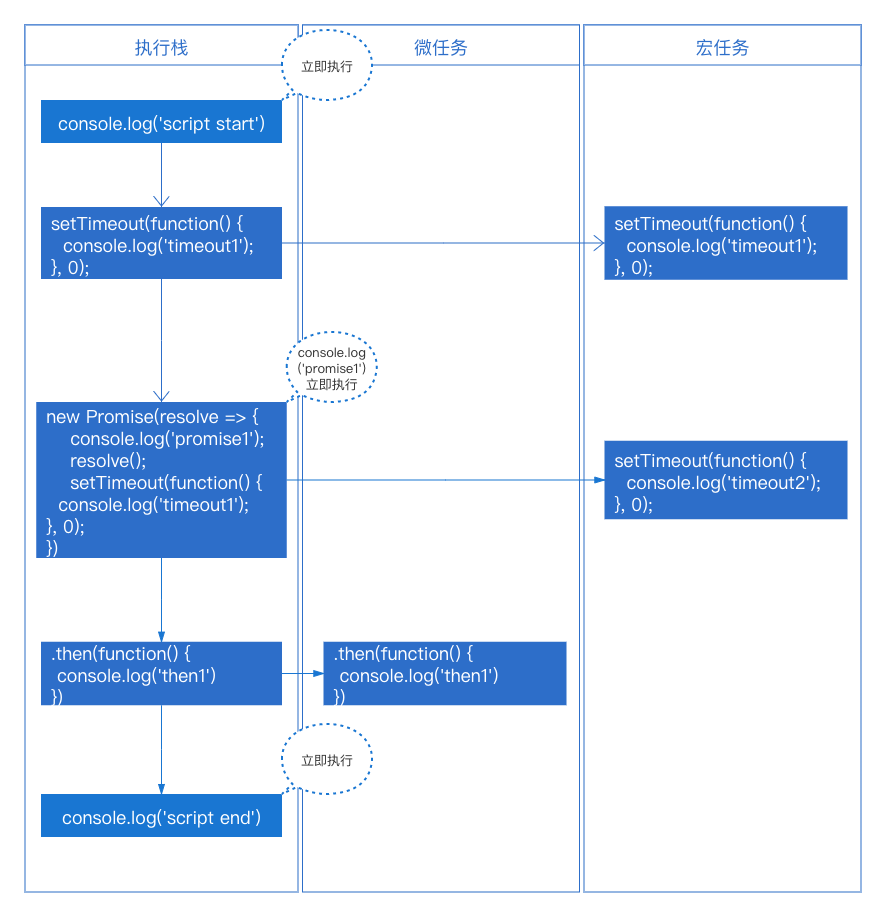 执行栈
微任务
宏任务
立即执行
console.log('script start')
setTimeout(function() {
console.log('timeout1');
}, 0);
setTimeout(function() {
console.log('timeout1');
}, 0);
console.log
('promise1')
立即执行
new Promise(resolve => {
console.log('promise1');
resolve();
setTimeout(function() {
console.log('timeout1');
}, 0);
})
setTimeout(function() {
console.log('timeout2');
}, 0);
.then(function() {
console.log('then1')
})
.then(function() {
console.log('then1')
})
立即执行
console.log('script end')